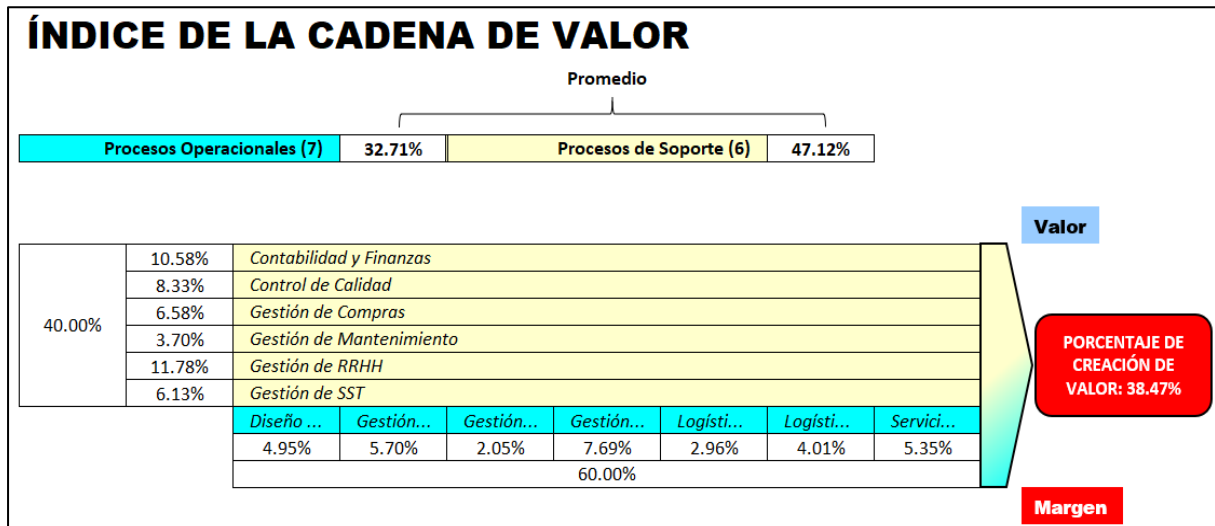 ÍNDICE DE LA CADENA DE VALOR
Promedio
Procesos Operacionales (7) 32.71% Procesos de Soporte (6) 47.12%
Valor
40.00%
10.58% Contabilidad y Finanzas
8.33% Control de Calidad
6.58% Gestión de Compras
3.70% Gestión de Mantenimiento
11.78% Gestión de RRHH
6.13% Gestión de SST
PORCENTAJE DE
CREACIÓN DE
VALOR: 38.47%
Diseño ... Gestión... Gestión... Gestión... Logísti... Logísti... Servici...
4.95% 5.70% 2.05% 7.69% 2.96% 4.01% 5.35%
60.00%
Margen